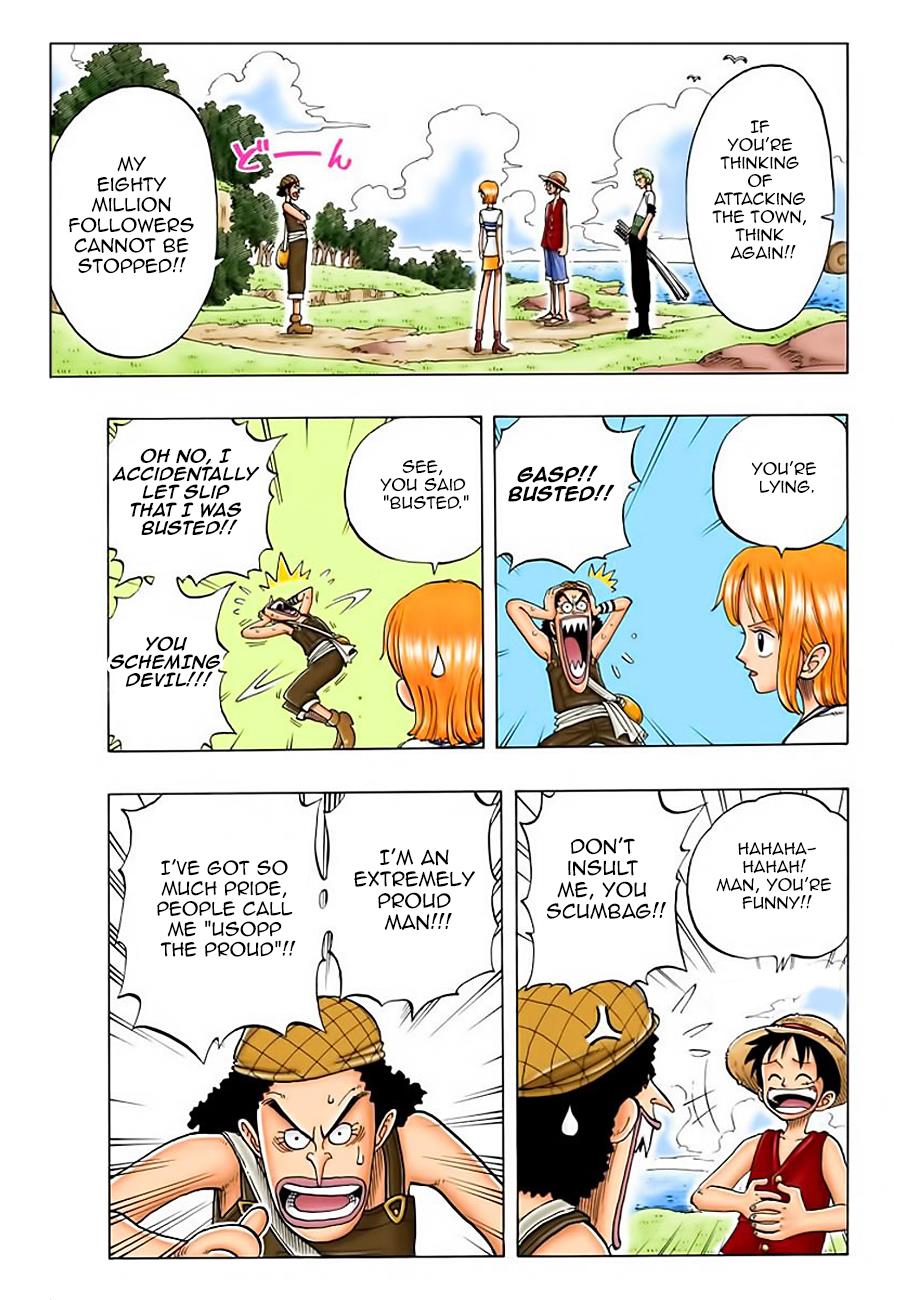 IF
YOU'RE
THINKING
OF
ATTACKING
THE TOWN,
THINK
AGAIN!!
どーん
MY
EIGHTY
MILLION
FOLLOWERS
CANNOT BE
STOPPED!!
YOU'RE
LYING.
GASP!!
BUSTED!!
SEE,
YOU SAID
"BUSTED."
OH NO, I
ACCIDENTALLY
LET SLIP
THAT I WAS
BUSTED!!
YOU
SCHEMING
DEVIL!!!
HAHAHA-
HAHAH!
MAN, YOU'RE
FUNNY!!
DON'T
INSULT
ME, YOU
SCUMBAG!!
I'M AN
EXTREMELY
PROUD
MAN!!!
I'VE GOT SO
MUCH PRIDE,
PEOPLE CALL
ME "USOPP
THE PROUD"!!